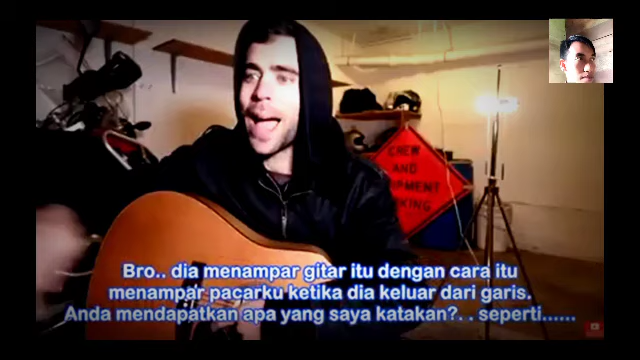 CREW
AND
EQUIPMENT
Bro.. dia menampar gitar itu dengan cara itu
menampar pacarku ketika dia keluar dari garis.
Anda mendapatkan apa yang saya katakan?. . seperti......